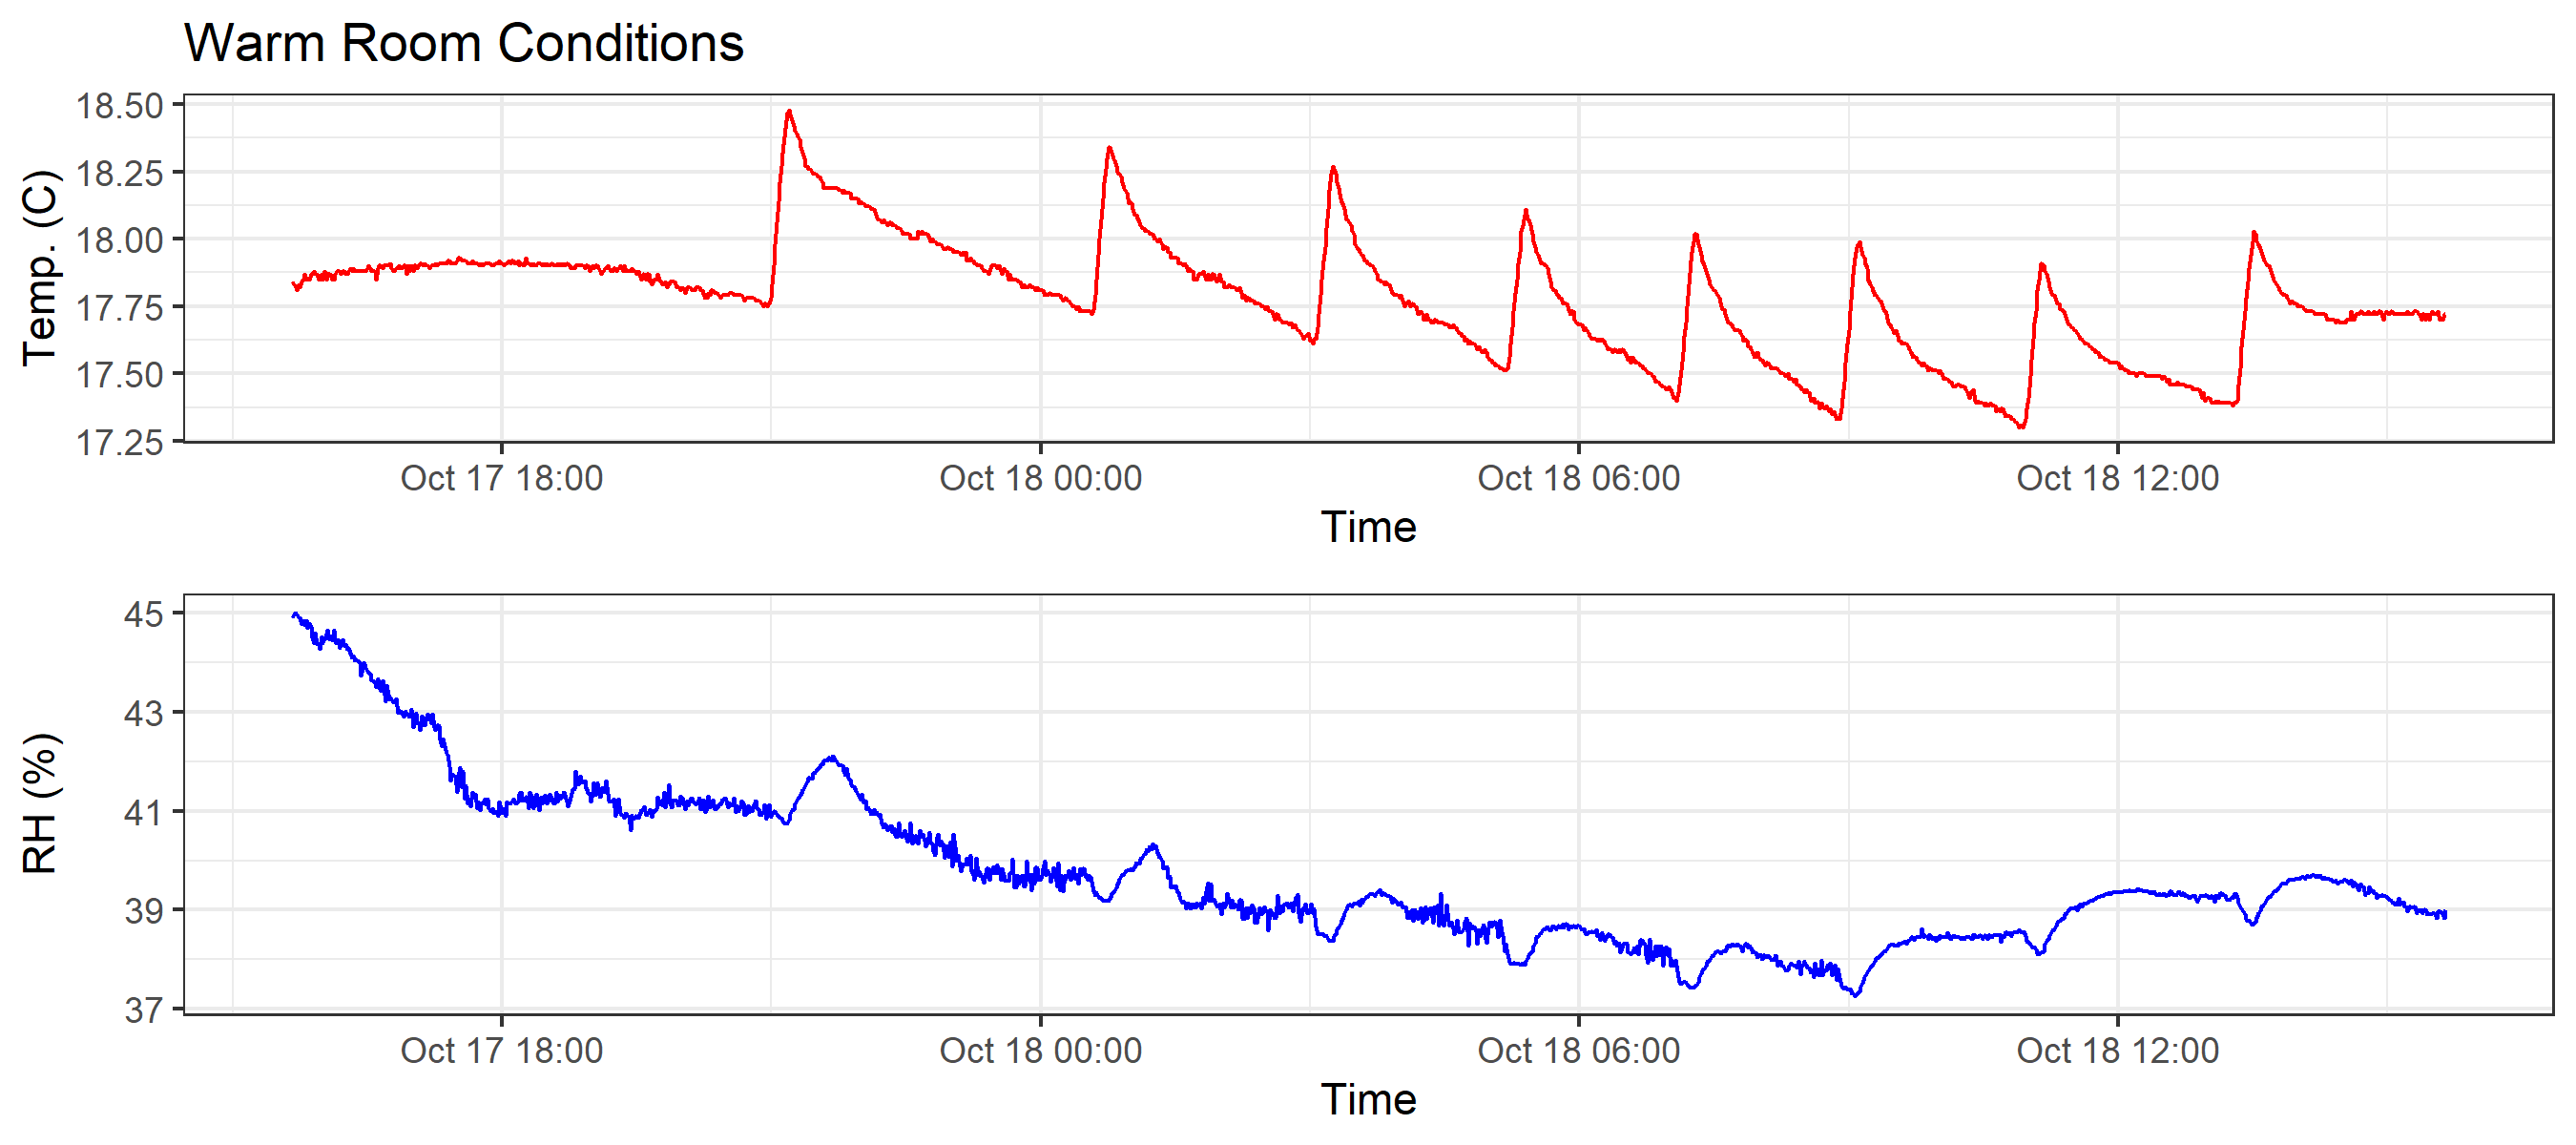 Warm Room Conditions
Temp. (C)
18.50
18.25
18.00
17.75
17.50
17.25
Oct 17 18:00 Oct 18 00:00 Oct 18 06:00 Oct 18 12:00
Time
RH (%)
45
43
41
39
37
Oct 17 18:00 Oct 18 00:00 Oct 18 06:00 Oct 18 12:00
Time